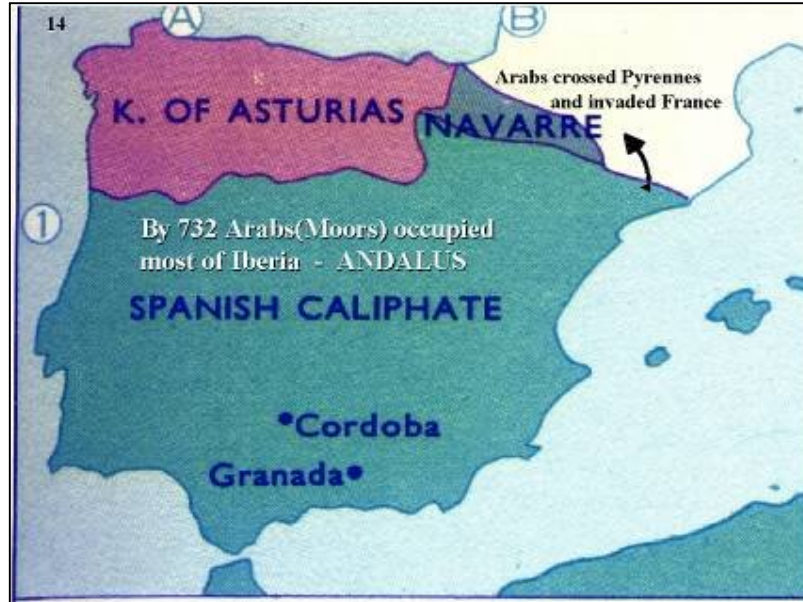 14
A
B
Arabs crossed Pyrennes
and invaded France
K. OF ASTURIAS
NAVARRE
1
By 732 Arabs(Moors) occupied
most of Iberia - ANDALUS
SPANISH CALIPHATE
Cordoba
Granada